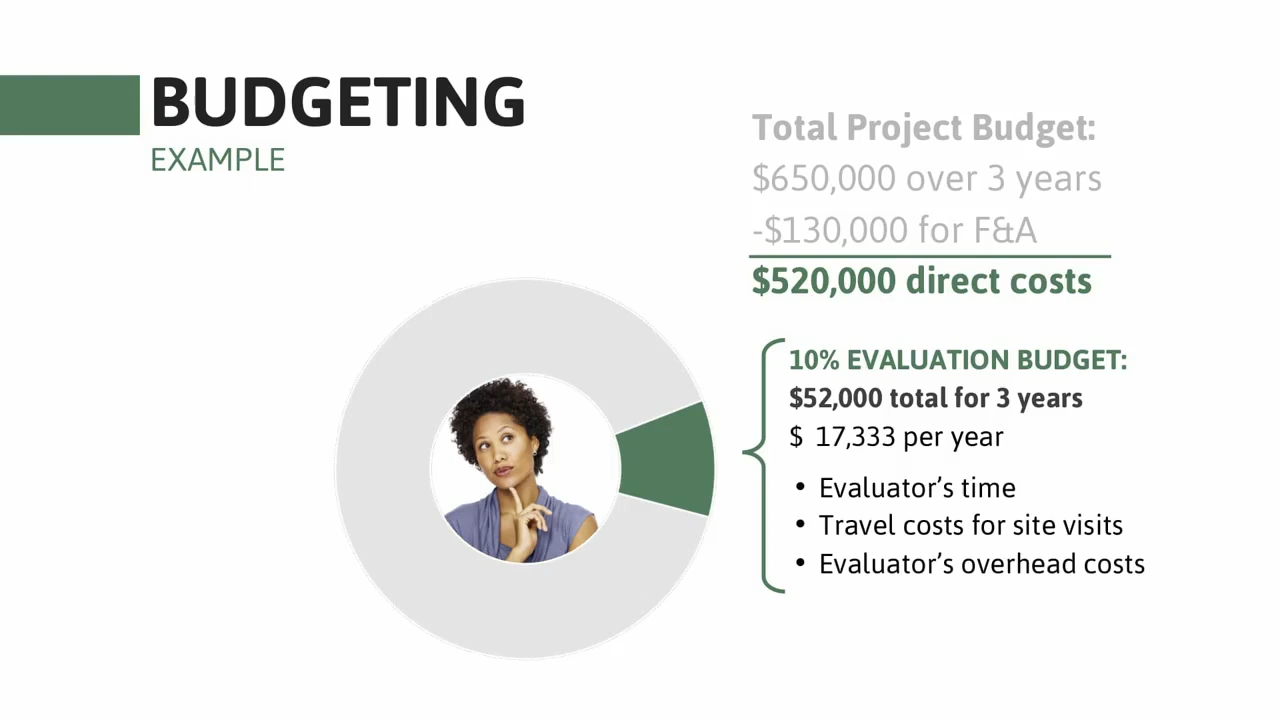 BUDGETING
EXAMPLE
Total Project Budget:
$650,000 over 3 years
-$130,000 for F&A
$520,000 direct costs
10% EVALUATION BUDGET:
$52,000 total for 3 years
$ 17,333 per year
• Evaluator’s time
• Travel costs for site visits
• Evaluator’s overhead costs